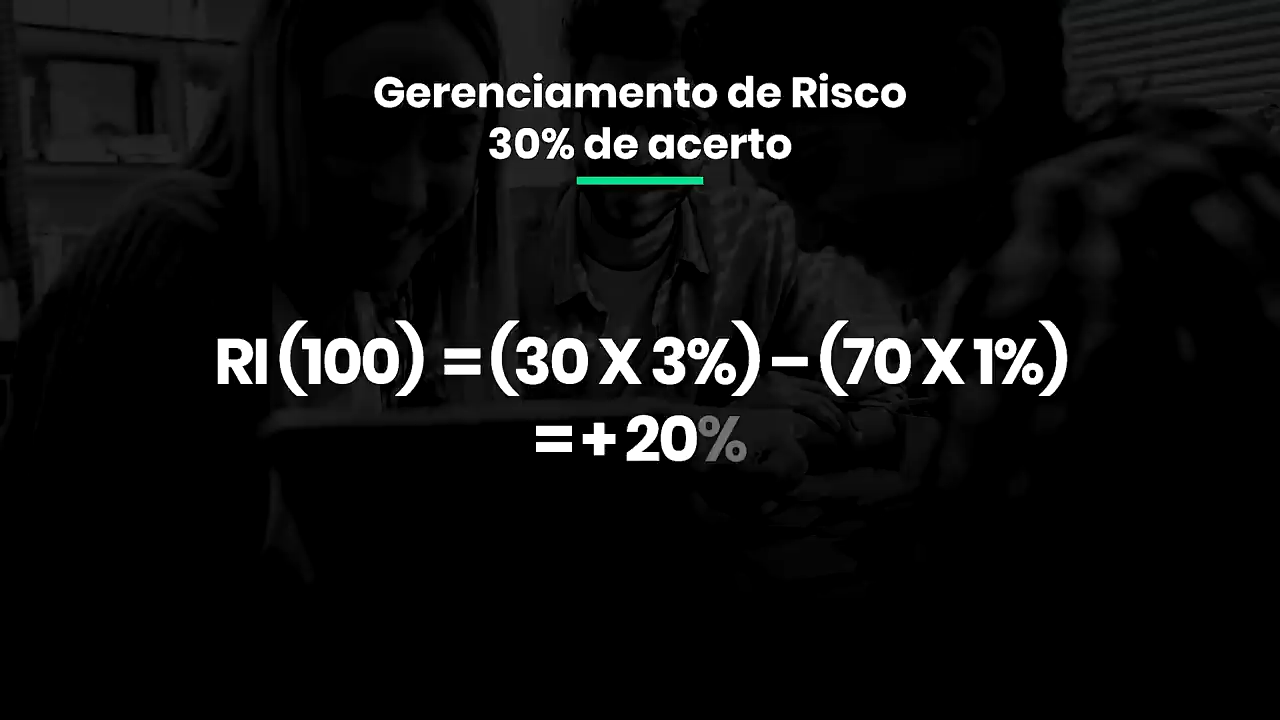 Gerenciamento de Risco
30% de acerto
RI (100) = (30 X 3%) – (70 X 1%)
= + 20%